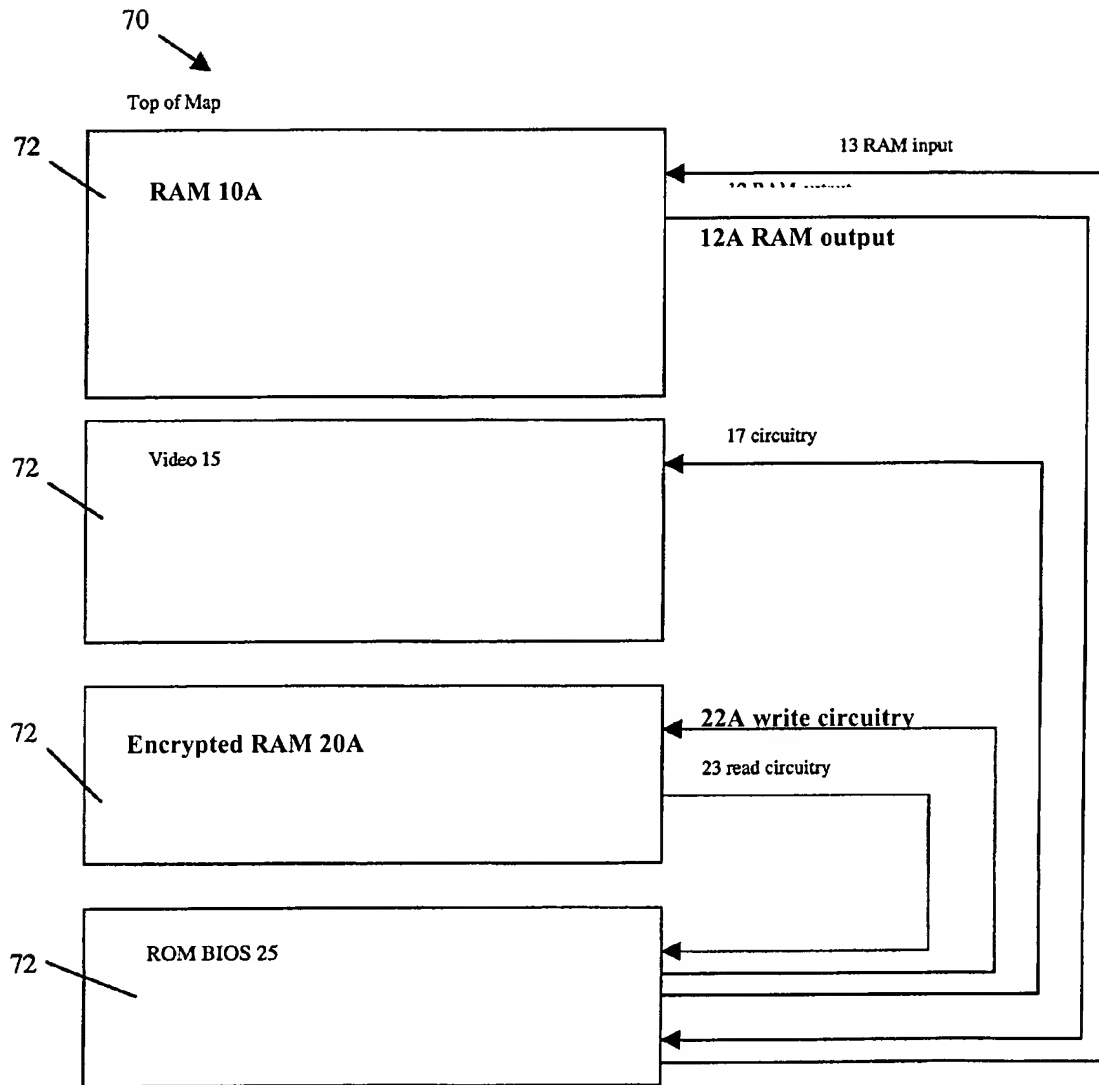 70
Top of Map
72
13 RAM input
RAM 10A
12A RAM output
72
Video 15
17 circuitry
72
Encrypted RAM 20A
22A write circuitry
23 read circuitry
72
ROM BIOS 25